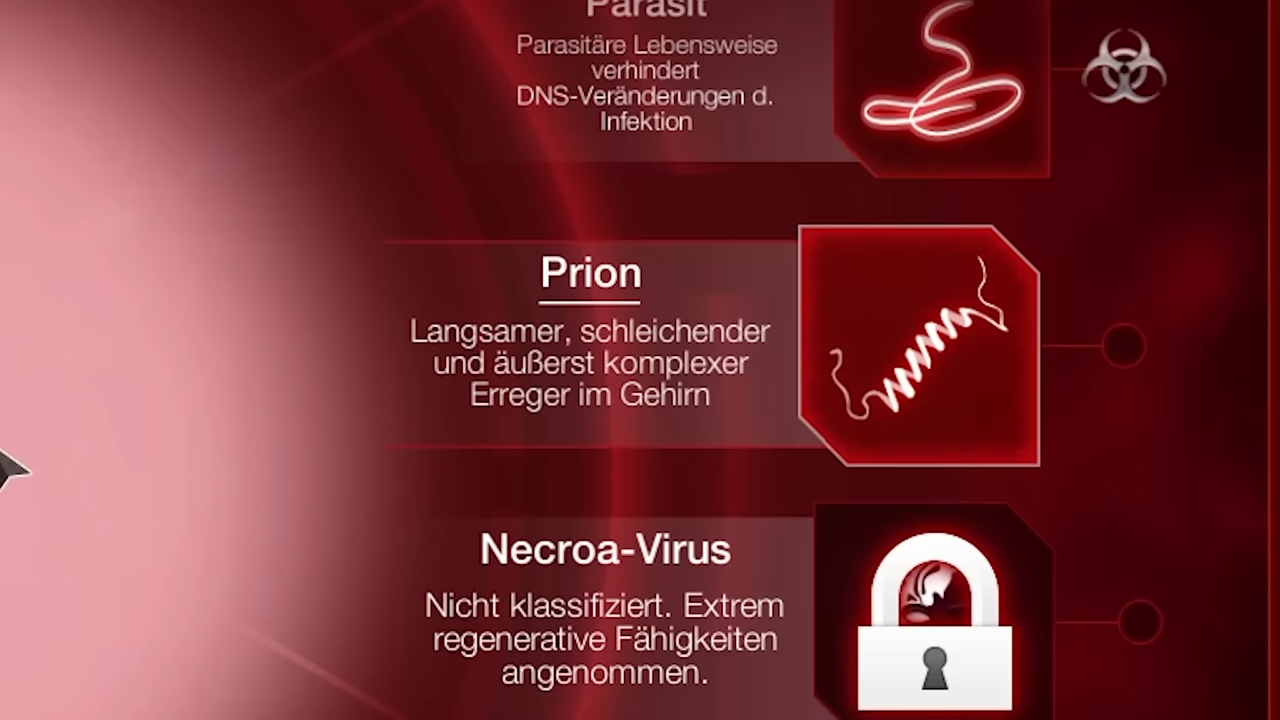 Parasit
Parasitäre Lebensweise
verhindert
DNS-Veränderungen d.
Infektion
Prion
Langsamer, schleichender
und äußerst komplexer
Erreger im Gehirn
Necroa-Virus
Nicht klassifiziert. Extrem
regenerative Fähigkeiten
angenommen.